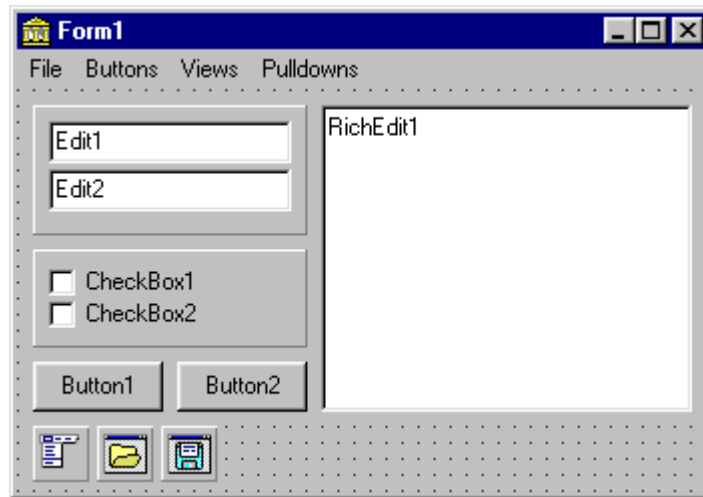 Form1
File Buttons Views Pulldowns
Edit1
Edit2
CheckBox1
CheckBox2
Button1 Button2
RichEdit1